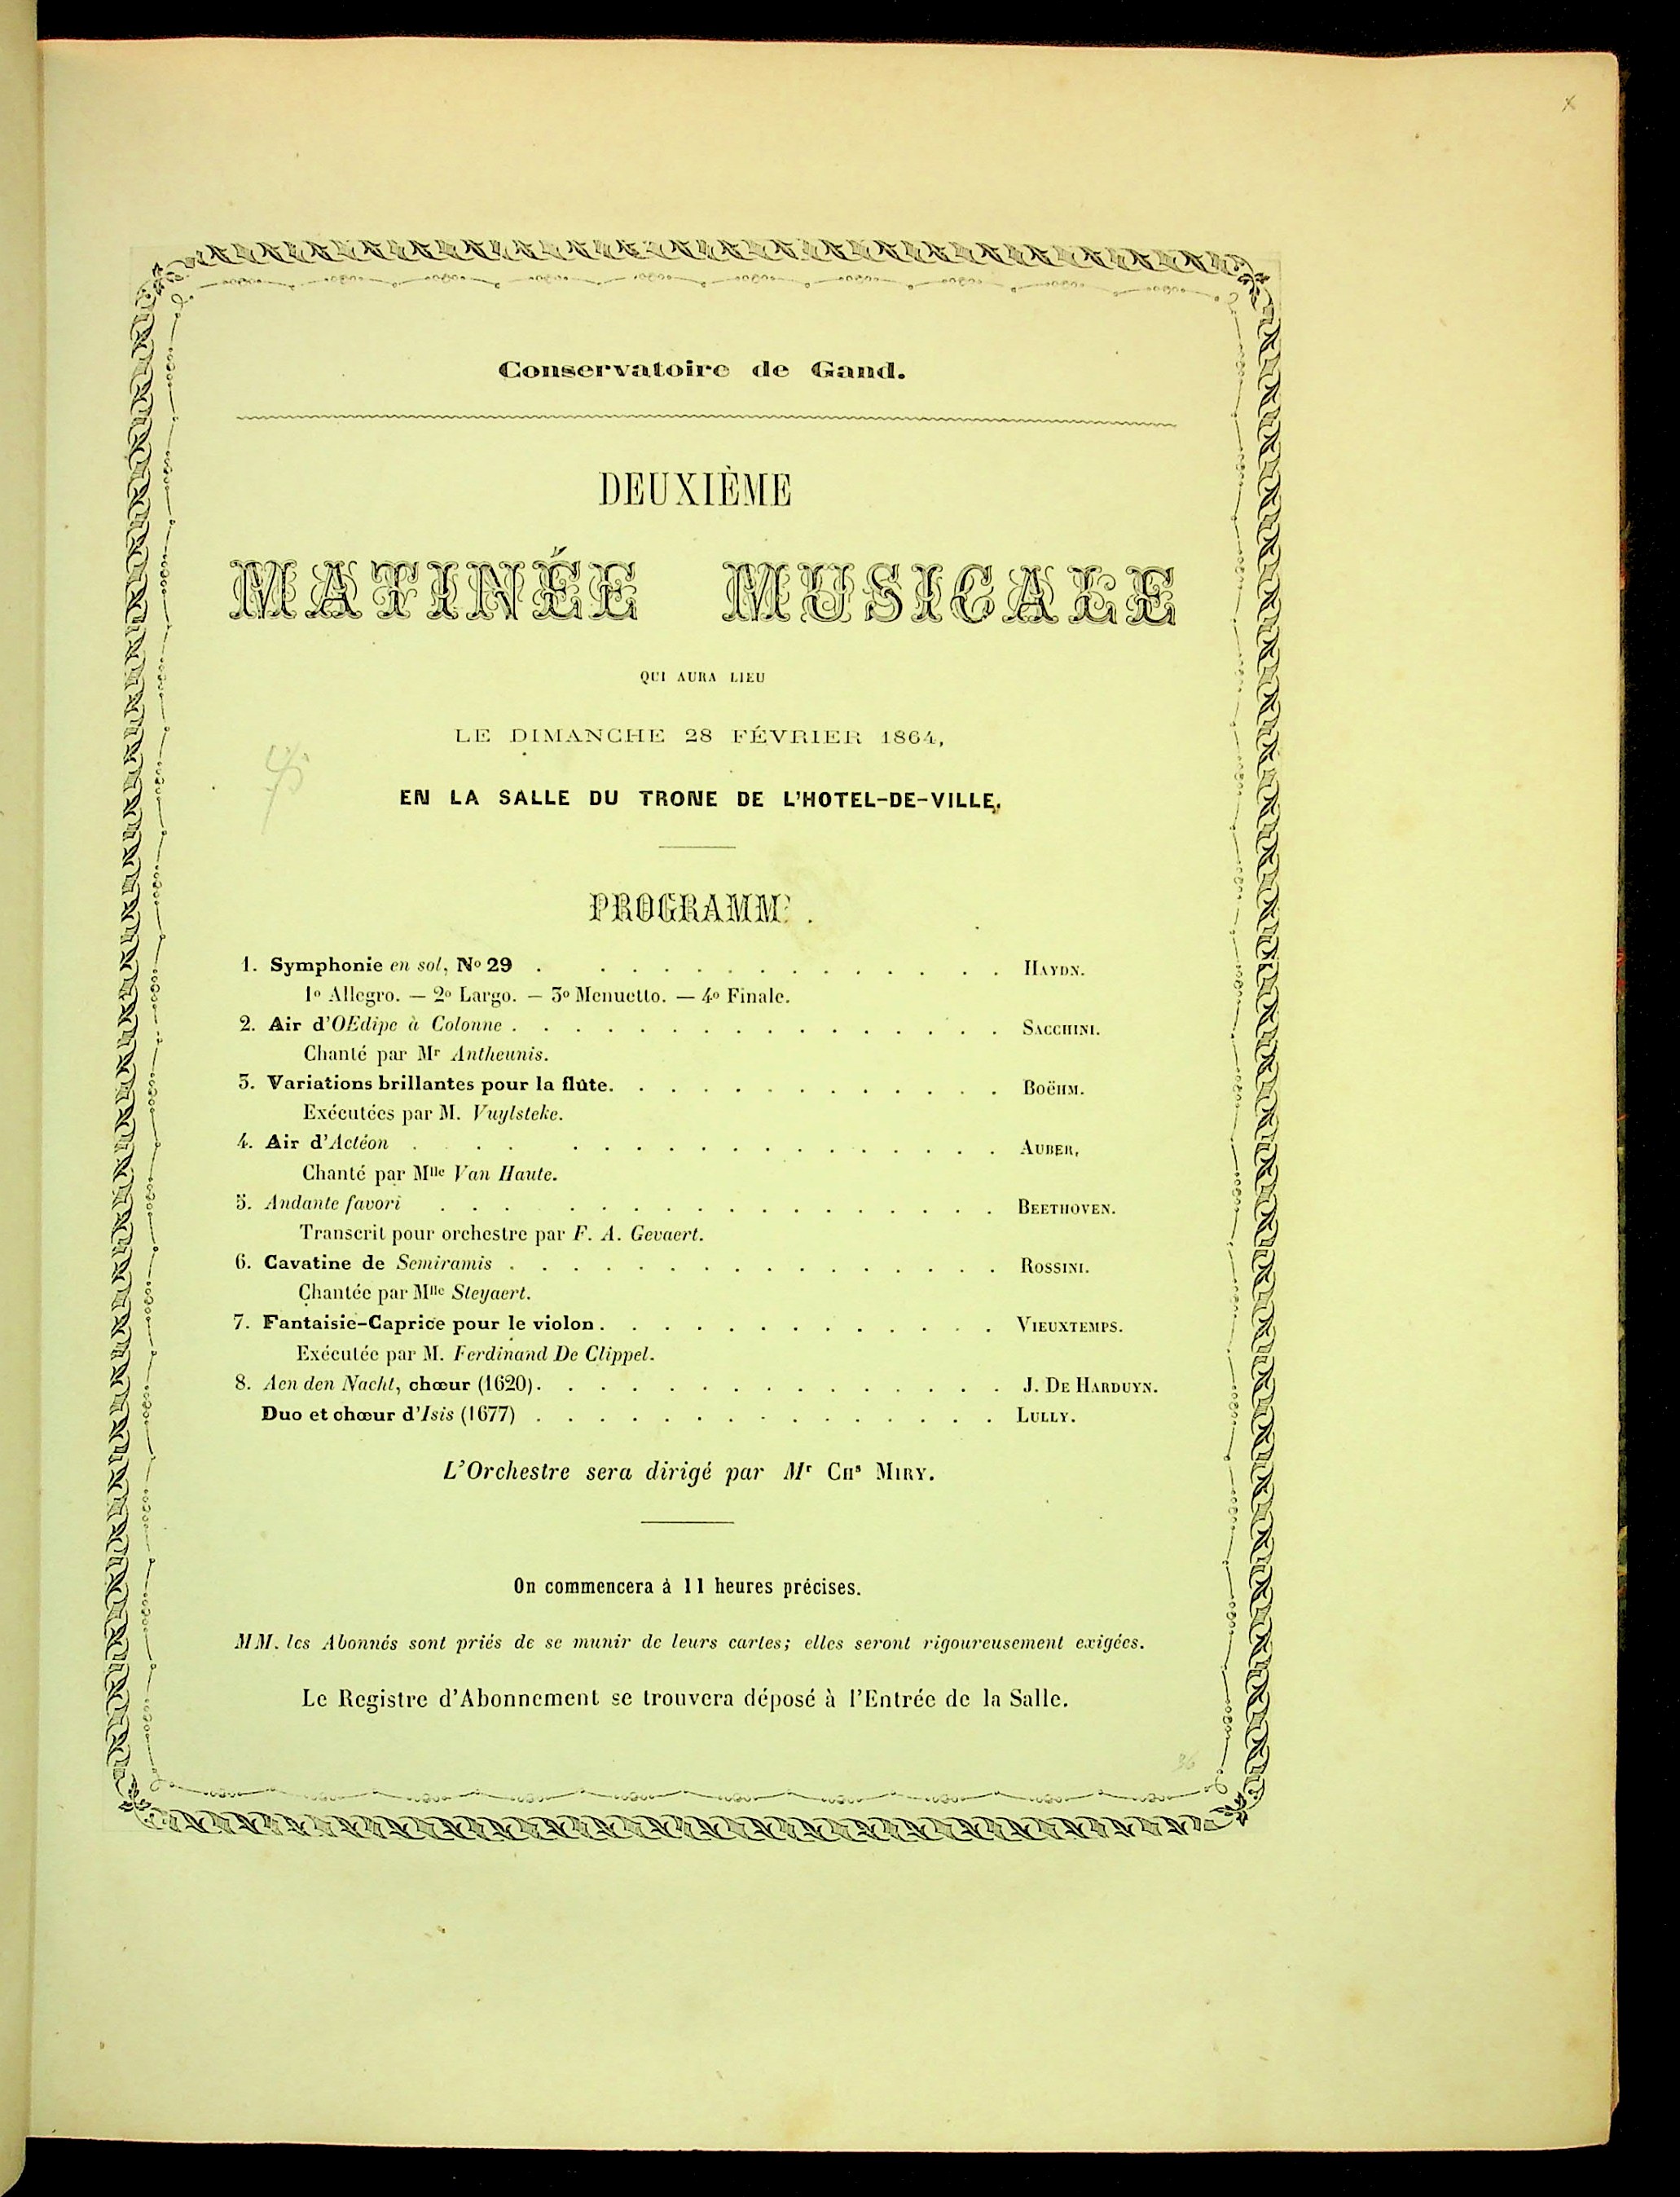 Conservatoire de Gand.
DEUXIÈME
MATINÉE MUSICALE
QUI AURA LIEU
LE DIMANCHE 28 FÉVRIER 1864,
EN LA SALLE DU TRONE DE L'HOTEL-DE-VILLE.
PROGRAMM .
1. Symphonie en sol, No 29 . . . . . . . . . . . . . . HAYDN.
1o Allegro. — 2o Largo. — 3o Menuetto. — 4o Finale.
2. Air d'OEdipe à Colonne . . . . . . . . . . . . . . . . SACCHINI.
Chanté par Mr Antheunis.
3. Variations brillantes pour la flûte. . . . . . . . . . . . . BOËHM.
Exécutées par M. Vuylsteke.
4. Air d'Actéon . . . . . . . . . . . . . . . . . AUBER,
Chanté par Mlle Van Haute.
5. Andante favori . . . . . . . . . . . . . . . . . BEETHOVEN.
Transcrit pour orchestre par F. A. Gevaert.
6. Cavatine de Semiramis . . . . . . . . . . . . . . . . ROSSINI.
Chantée par Mlle Steyaert.
7. Fantaisie-Caprice pour le violon . . . . . . . . . . . . . VIEUXTEMPS.
Exécutée par M. Ferdinand De Clippel.
8. Aen den Nacht, chœur (1620). . . . . . . . . . . . . . . J. DE HARDUYN.
Duo et chœur d'Isis (1677) . . . . . . . . . . . . . . . LULLY.
L'Orchestre sera dirigé par Mr CHs MIRY.
On commencera à 11 heures précises.
MM. les Abonnés sont priés de se munir de leurs cartes; elles seront rigoureusement exigées.
Le Registre d'Abonnement se trouvera déposé à l'Entrée de la Salle.
36